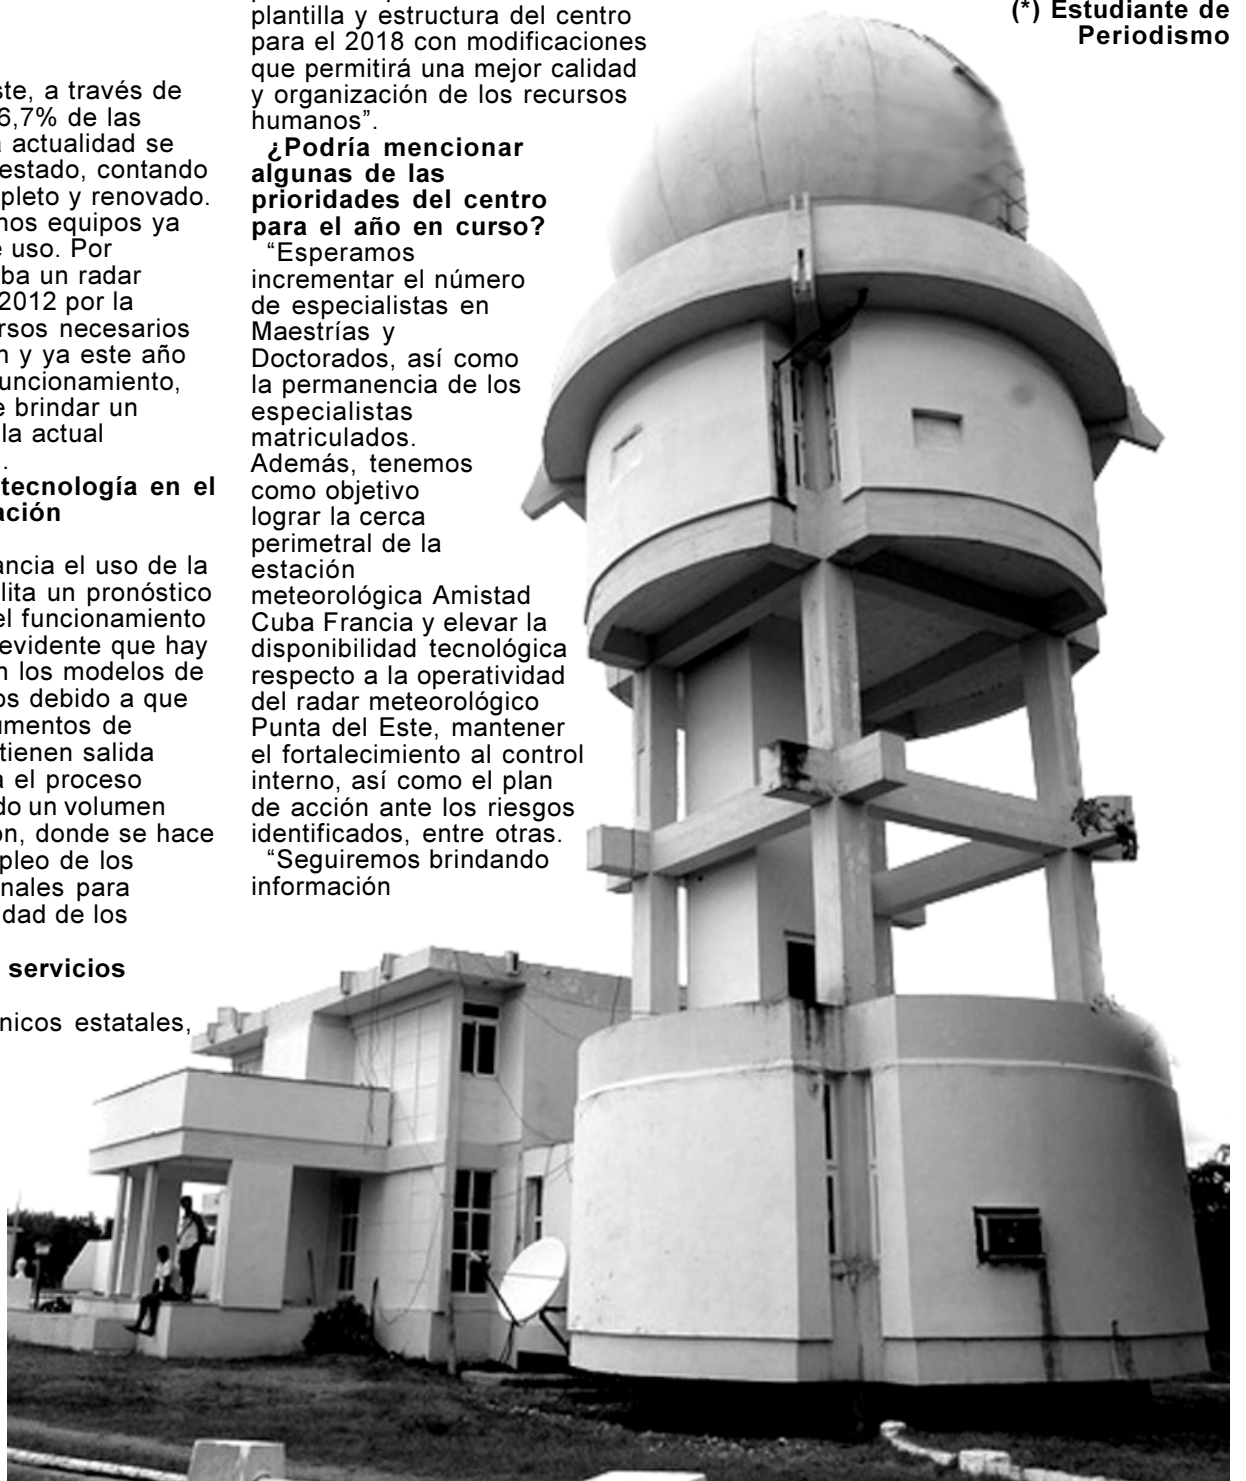 ste, a través de
6,7% de las
actualidad se
estado, contando
pleto y renovado.
nos equipos ya
uso. Por
ba un radar
2012 por la
rsos necesarios
n y ya este año
uncionamiento,
e brindar un
la actual
.
tecnología en el
ación
ancia el uso de la
lita un pronóstico
el funcionamiento
evidente que hay
n los modelos de
os debido a que
umentos de
tienen salida
a el proceso
do un volumen
ón, donde se hace
pleo de los
nales para
dad de los
servicios
nicos estatales,
plantilla y estructura del centro
para el 2018 con modificaciones
que permitirá una mejor calidad
y organización de los recursos
humanos”.
¿Podría mencionar
algunas de las
prioridades del centro
para el año en curso?
“Esperamos
incrementar el número
de especialistas en
Maestrías y
Doctorados, así como
la permanencia de los
especialistas
matriculados.
Además, tenemos
como objetivo
lograr la cerca
perimetral de la
estación
meteorológica Amistad
Cuba Francia y elevar la
disponibilidad tecnológica
respecto a la operatividad
del radar meteorológico
Punta del Este, mantener
el fortalecimiento al control
interno, así como el plan
de acción ante los riesgos
identificados, entre otras.
“Seguiremos brindando
información
(*) Estudiante de
Periodismo